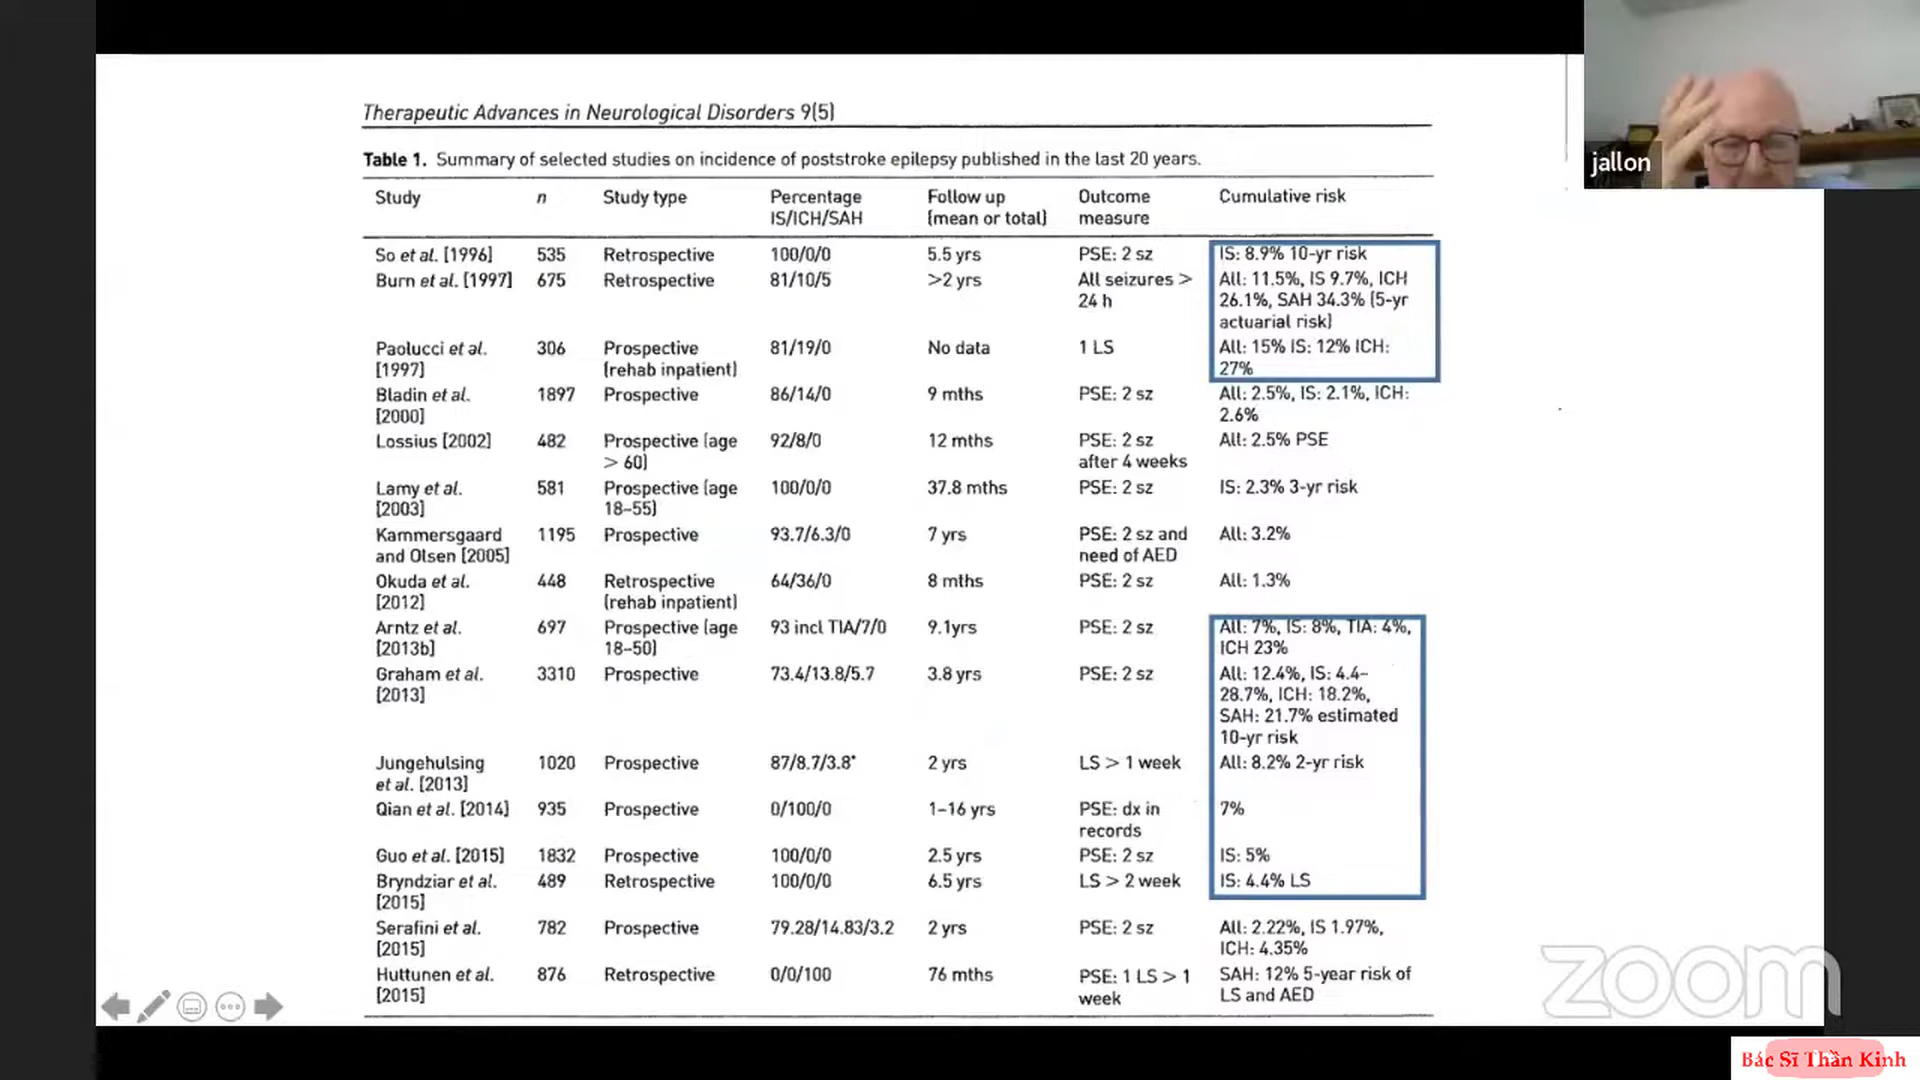 jallon
Therapeutic Advances in Neurological Disorders 9(5)
Table 1. Summary of selected studies on incidence of poststroke epilepsy published in the last 20 years.
Study n Study type Percentage IS/ICH/SAH Follow up (mean or total) Outcome measure Cumulative risk
So et al. [1996] 535 Retrospective 100/0/0 5.5 yrs PSE: 2 sz IS: 8.9% 10-yr risk
Burn et al. [1997] 675 Retrospective 81/10/5 >2 yrs All seizures > 24 h All: 11.5%, IS 9.7%, ICH 26.1%, SAH 34.3% (5-yr actuarial risk)
Paolucci et al. [1997] 306 Prospective (rehab inpatient) 81/19/0 No data 1 LS All: 15% IS: 12% ICH: 27%
Bladin et al. [2000] 1897 Prospective 86/14/0 9 mths PSE: 2 sz All: 2.5%, IS: 2.1%, ICH: 2.6%
Lossius [2002] 482 Prospective (age > 60) 92/8/0 12 mths PSE: 2 sz after 4 weeks All: 2.5% PSE
Lamy et al. [2003] 581 Prospective (age 18–55) 100/0/0 37.8 mths PSE: 2 sz IS: 2.3% 3-yr risk
Kammersgaard and Olsen [2005] 1195 Prospective 93.7/6.3/0 7 yrs PSE: 2 sz and need of AED All: 3.2%
Okuda et al. [2012] 448 Retrospective (rehab inpatient) 64/36/0 8 mths PSE: 2 sz All: 1.3%
Arntz et al. [2013b] 697 Prospective (age 18–50) 93 incl TIA/7/0 9.1yrs PSE: 2 sz All: 7%, IS: 8%, TIA: 4%, ICH 23%
Graham et al. [2013] 3310 Prospective 73.4/13.8/5.7 3.8 yrs PSE: 2 sz All: 12.4%, IS: 4.4–28.7%, ICH: 18.2%, SAH: 21.7% estimated 10-yr risk
Jungehulsing et al. [2013] 1020 Prospective 87/8.7/3.8* 2 yrs LS > 1 week All: 8.2% 2-yr risk
Qian et al. [2014] 935 Prospective 0/100/0 1–16 yrs PSE: dx in records 7%
Guo et al. [2015] 1832 Prospective 100/0/0 2.5 yrs PSE: 2 sz IS: 5%
Bryndziar et al. [2015] 489 Retrospective 100/0/0 6.5 yrs LS > 2 week IS: 4.4% LS
Serafini et al. [2015] 782 Prospective 79.28/14.83/3.2 2 yrs PSE: 2 sz All: 2.22%, IS 1.97%, ICH: 4.35%
Huttunen et al. [2015] 876 Retrospective 0/0/100 76 mths PSE: 1 LS > 1 week SAH: 12% 5-year risk of LS and AED
zoom
Bác Sĩ Thần Kinh